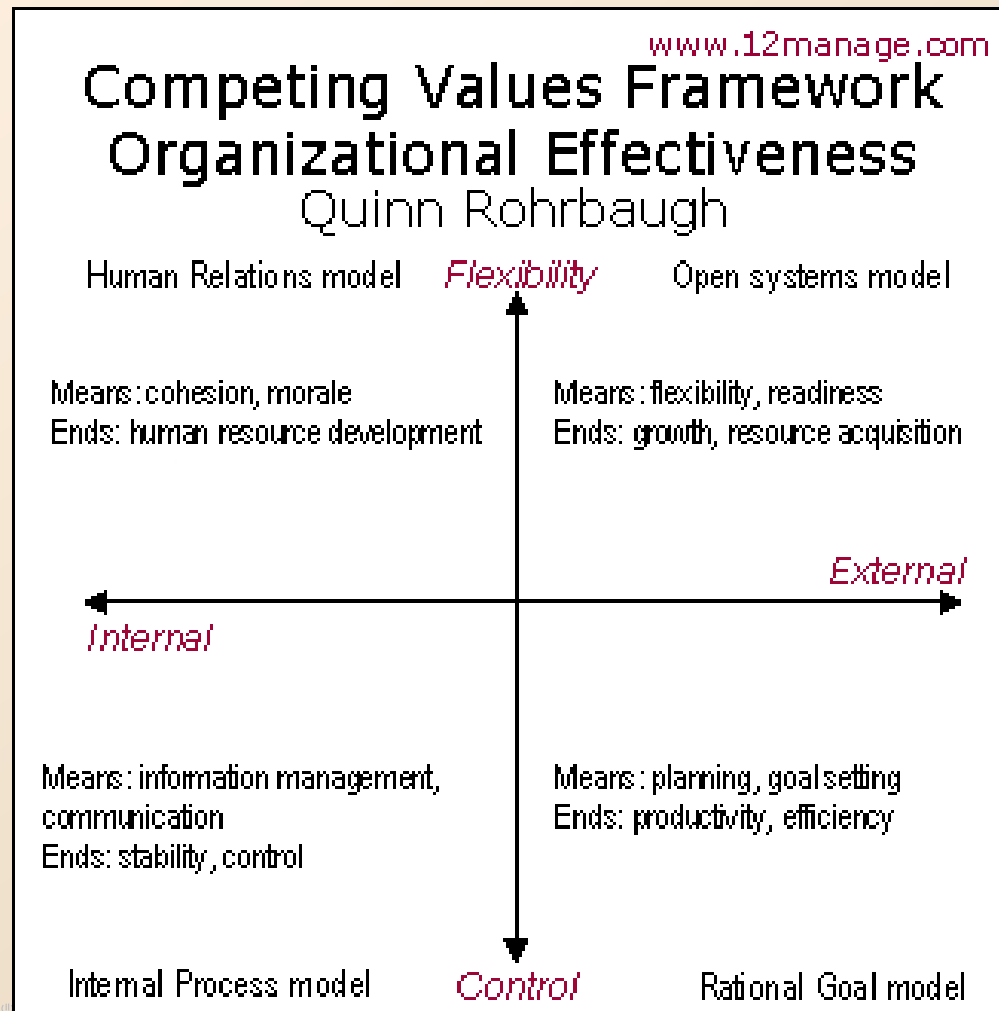 www.12manage.com
Competing Values Framework
Organizational Effectiveness
Quinn Rohrbaugh
Human Relations model
Flexibility
Open systems model
Means: cohesion, morale
Ends: human resource development
Means: flexibility, readiness
Ends: growth, resource acquisition
External
Internal
Means: information management,
communication
Ends: stability, control
Means: planning, goal setting
Ends: productivity, efficiency
Internal Process model
Control
Rational Goal model